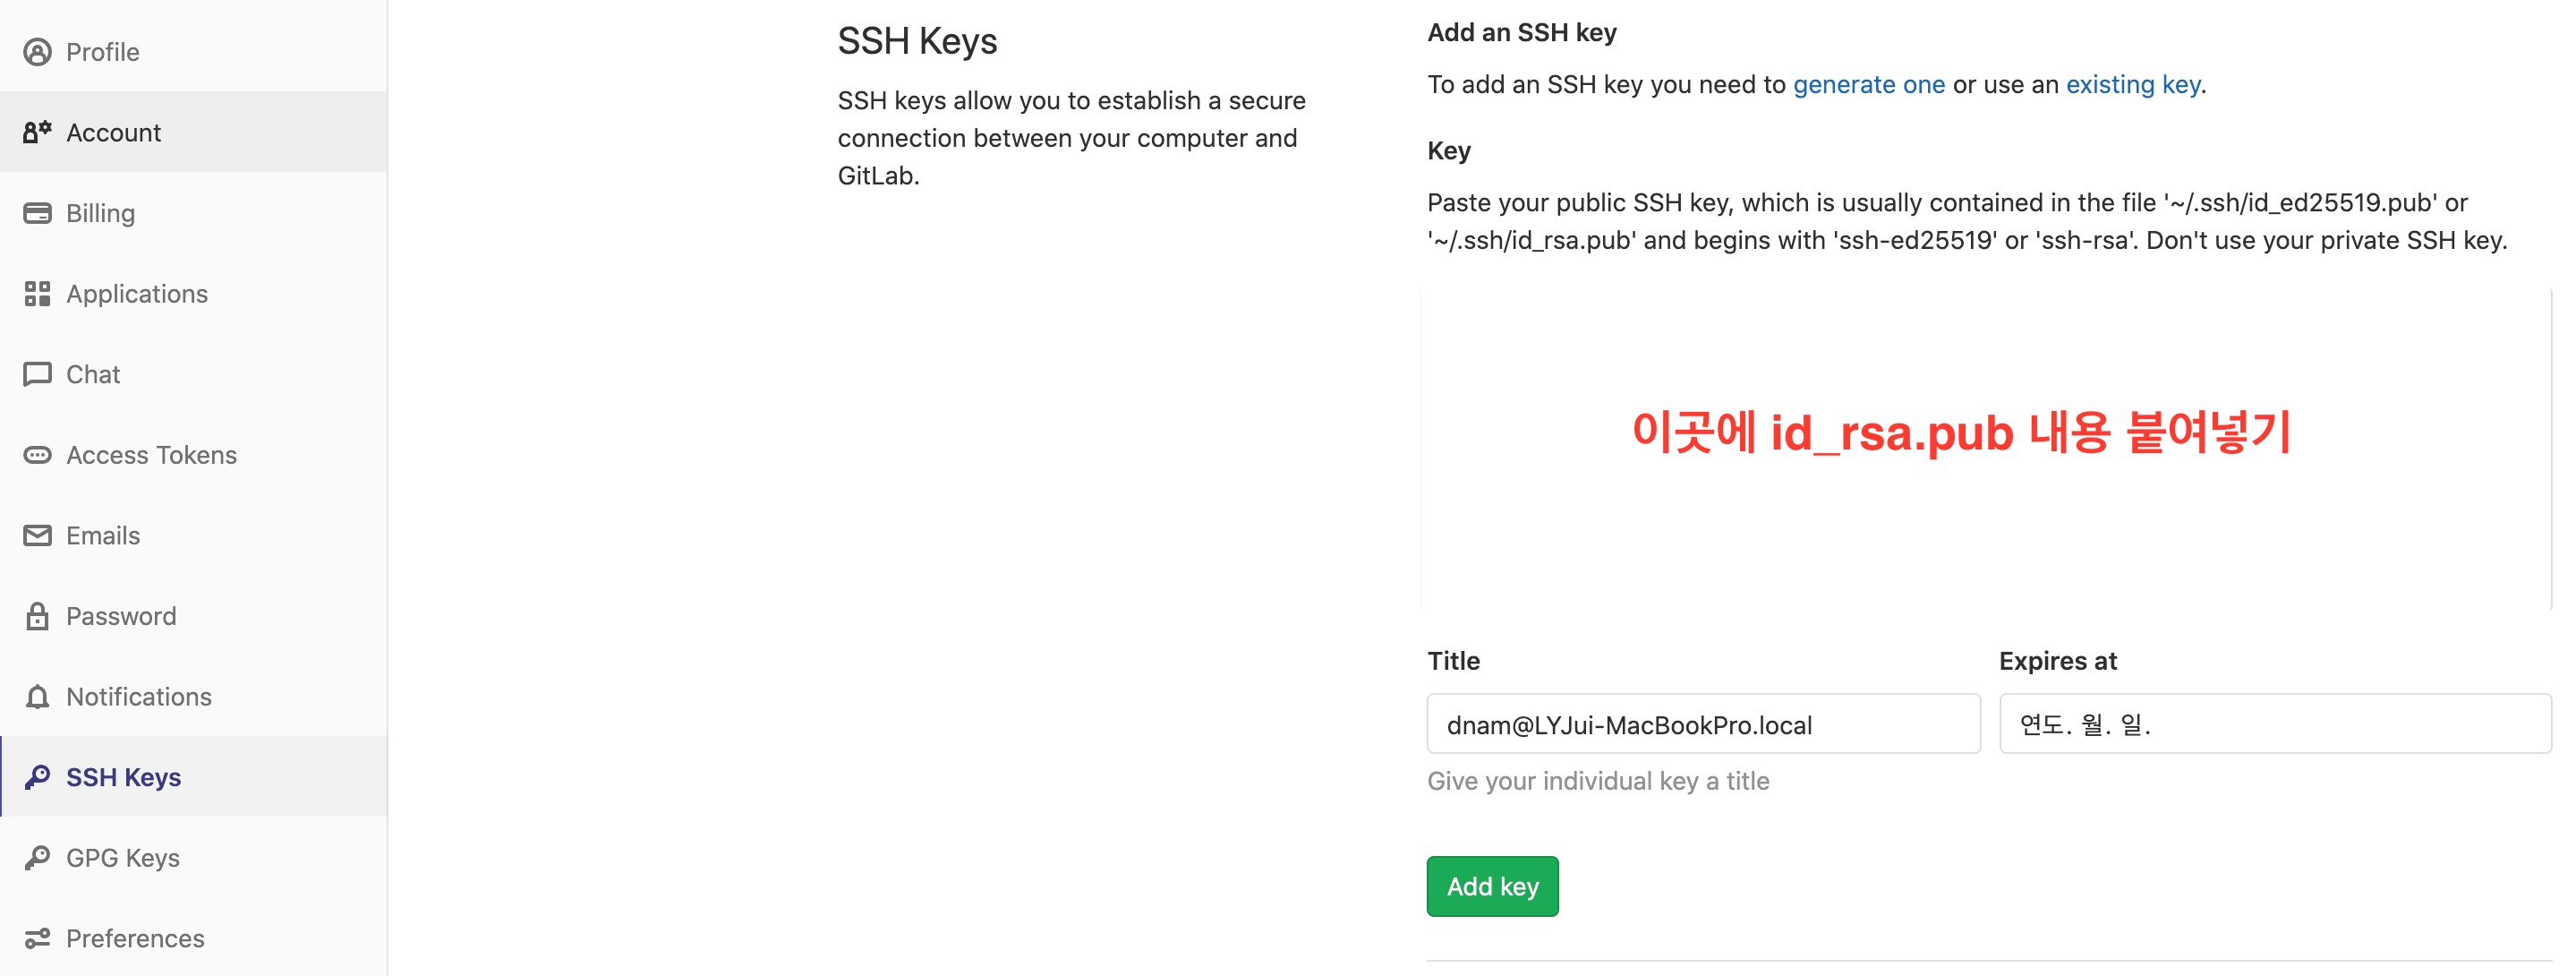 Profile
Account
Billing
Applications
Chat
Access Tokens
Emails
Password
Notifications
SSH Keys
GPG Keys
Preferences
SSH Keys
SSH keys allow you to establish a secure
connection between your computer and
GitLab.
Add an SSH key
To add an SSH key you need to generate one or use an existing key.
Key
Paste your public SSH key, which is usually contained in the file '~/.ssh/id_ed25519.pub' or
'~/.ssh/id_rsa.pub' and begins with 'ssh-ed25519' or 'ssh-rsa'. Don't use your private SSH key.
이곳에 id_rsa.pub 내용 붙여넣기
Title
Expires at
dnam@LYJui-MacBookPro.local
연도. 월. 일.
Give your individual key a title
Add key